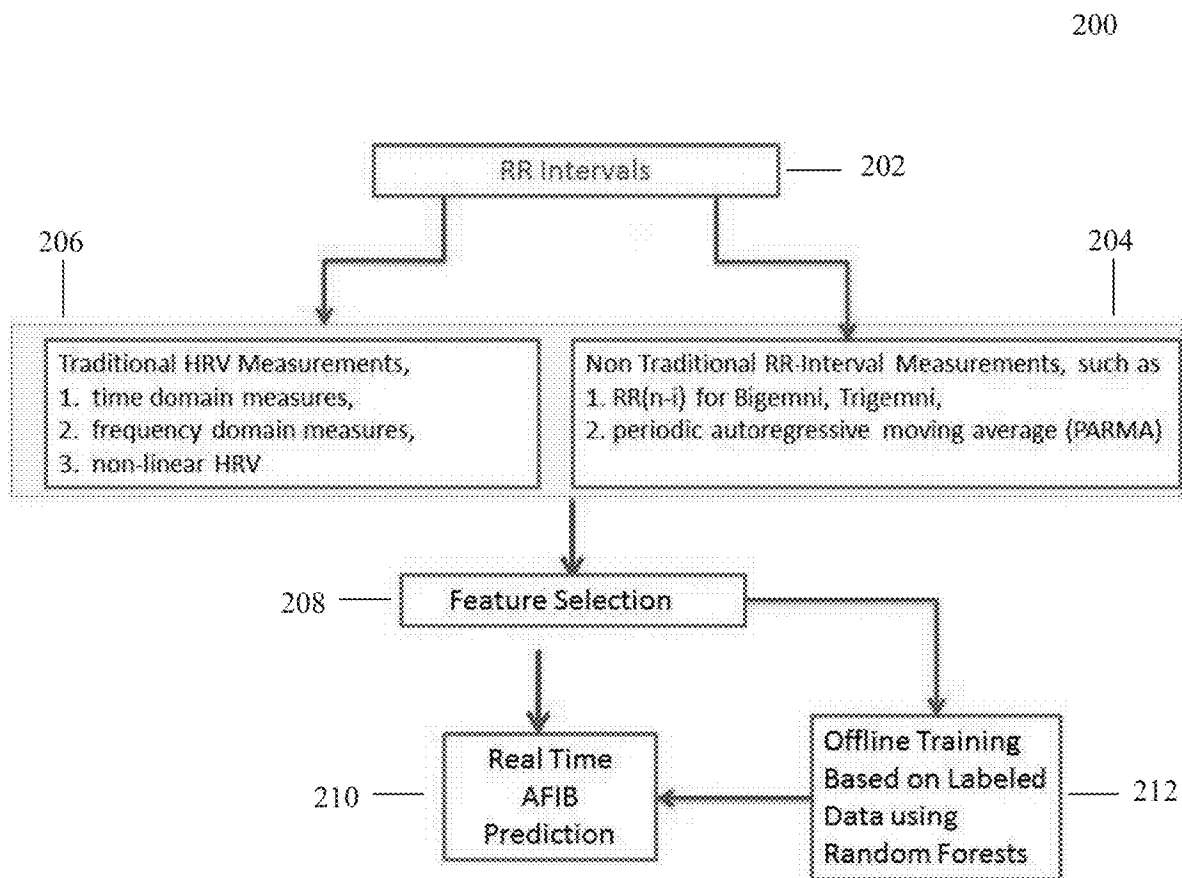 200
RR Intervals
202
206
204
Traditional HRV Measurements,
1. time domain measures,
2. frequency domain measures,
3. non-linear HRV
Non Traditional RR-Interval Measurements, such as
1. RR(n-i) for Bigemni, Trigemni,
2. periodic autoregressive moving average (PARMA)
208
Feature Selection
210
Real Time
AFIB
Prediction
Offline Training
Based on Labeled
Data using
Random Forests
212